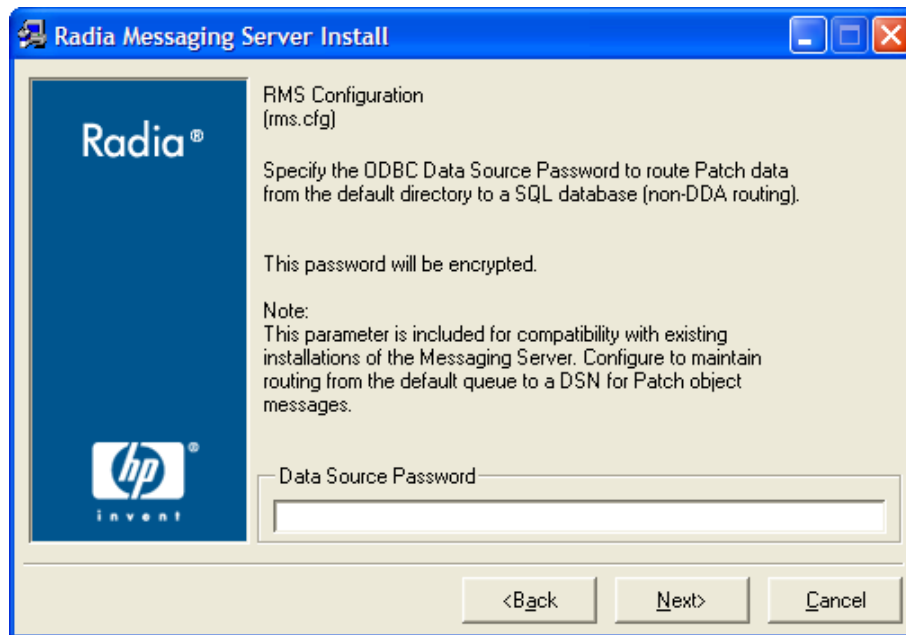 Radia Messaging Server Install
Radia®
hp®
invent
RMS Configuration
(rms.cfg)
Specify the ODBC Data Source Password to route Patch data
from the default directory to a SQL database (non-DDA routing).
This password will be encrypted.
Note:
This parameter is included for compatibility with existing
installations of the Messaging Server. Configure to maintain
routing from the default queue to a DSN for Patch object
messages.
Data Source Password
<Back
Next>
Cancel